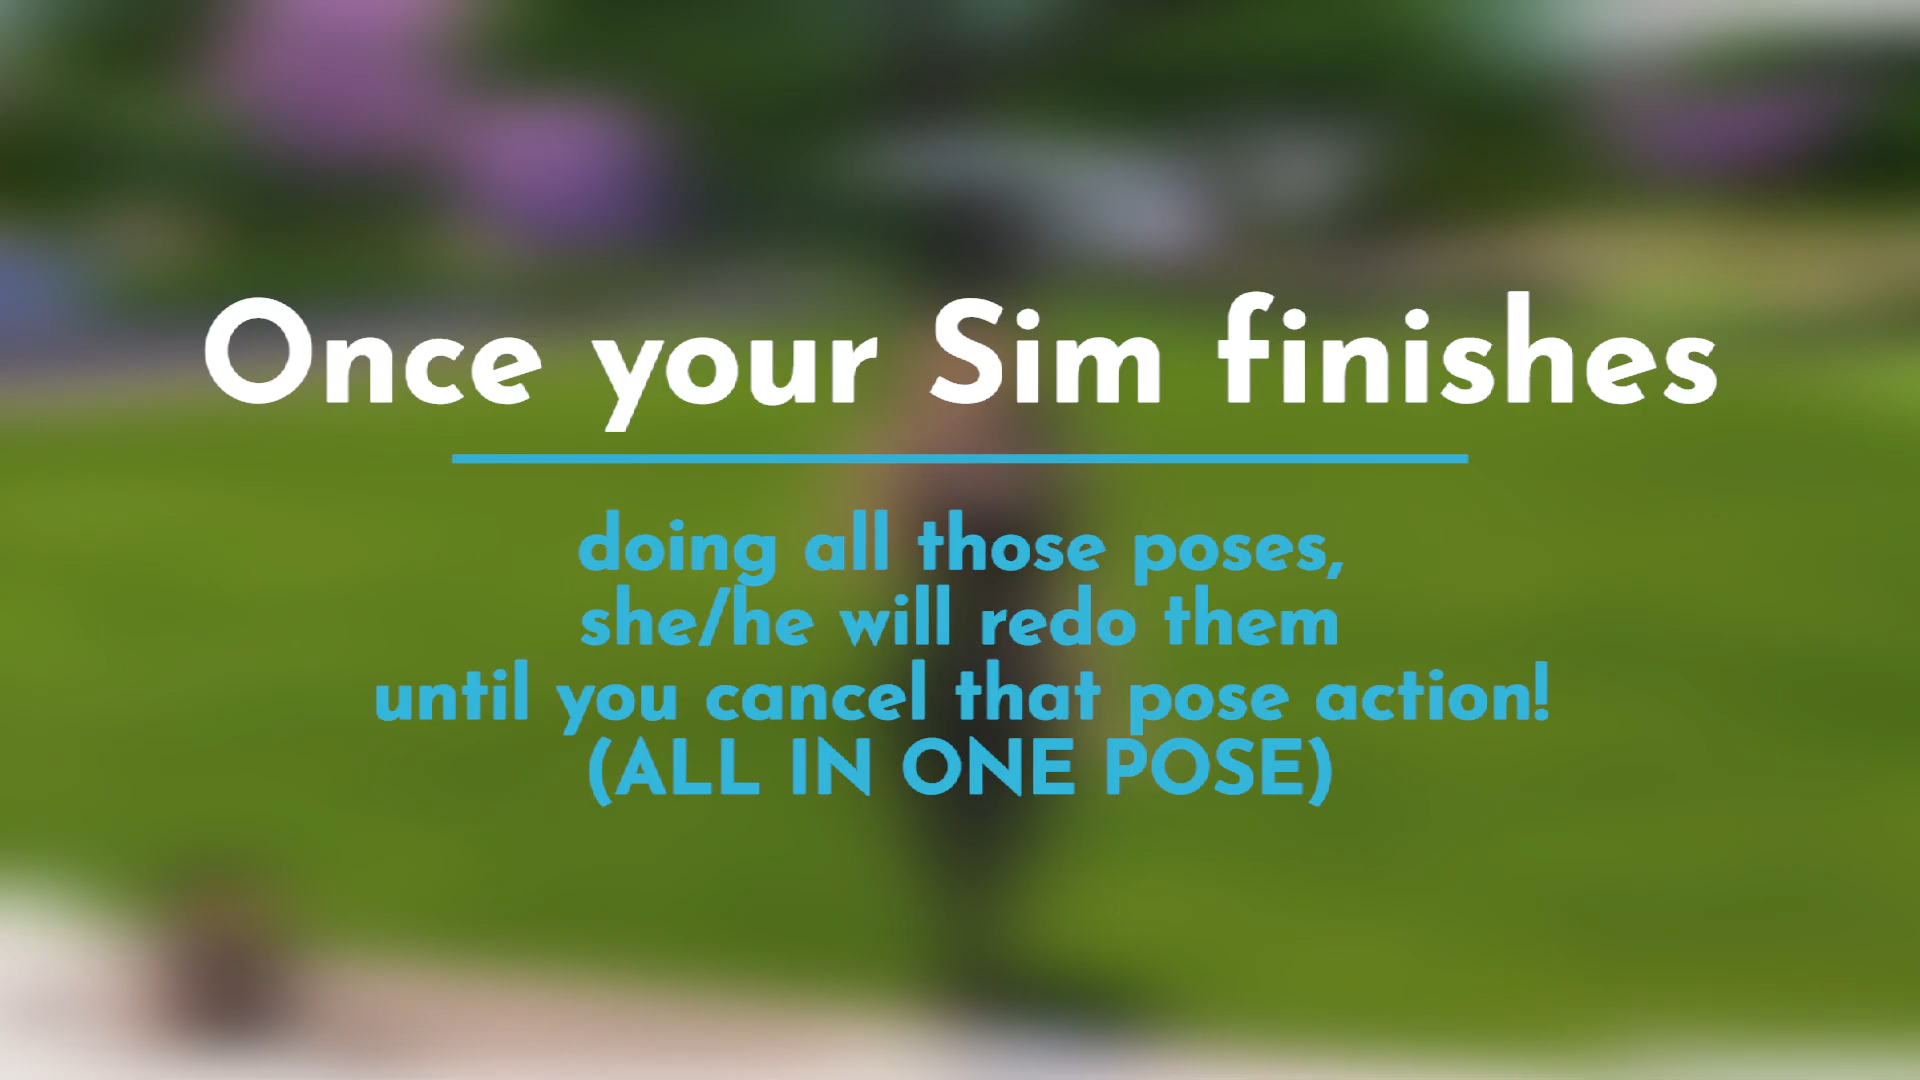 Once your Sim finishes
doing all those poses,
she/he will redo them
until you cancel that pose action!
(ALL IN ONE POSE)